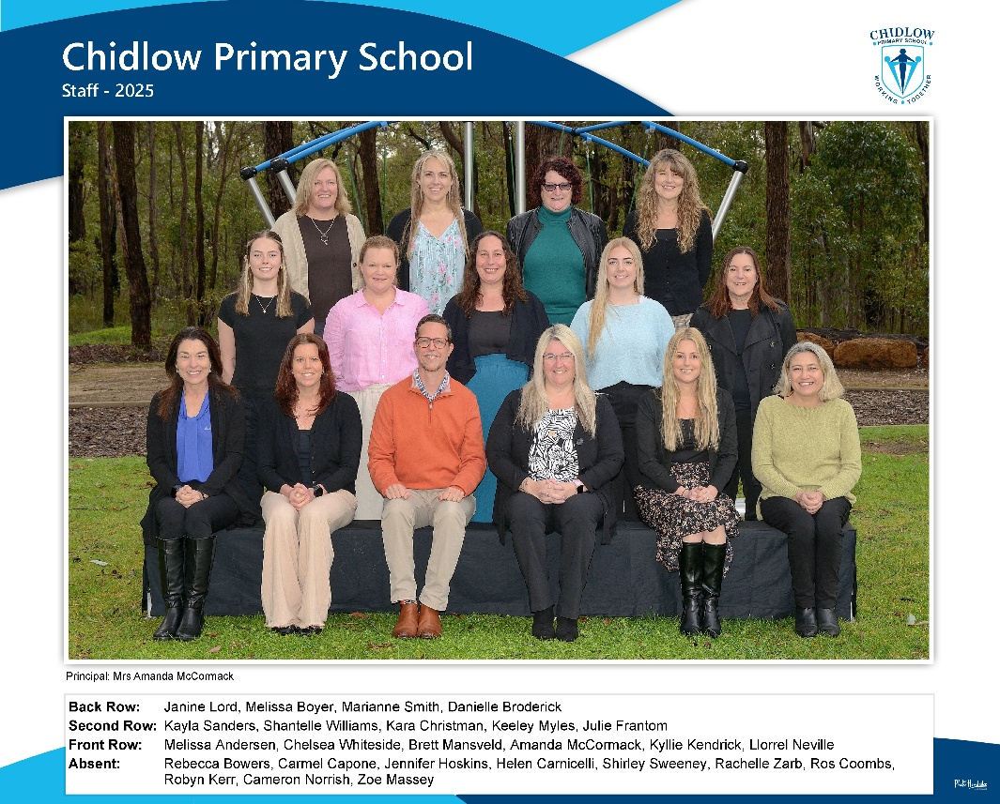 Chidlow Primary School
Staff - 2025
CHIDLOW
PRIMARY SCHOOL
WORKING TOGETHER
Principal: Mrs Amanda McCormack
Back Row: Janine Lord, Melissa Boyer, Marianne Smith, Danielle Broderick
Second Row: Kayla Sanders, Shantelle Williams, Kara Christman, Keeley Myles, Julie Frantom
Front Row: Melissa Andersen, Chelsea Whiteside, Brett Mansveld, Amanda McCormack, Kyllie Kendrick, Llorrel Neville
Absent: Rebecca Bowers, Carmel Capone, Jennifer Hoskins, Helen Carnicelli, Shirley Sweeney, Rachelle Zarb, Ros Coombs,
Robyn Kerr, Cameron Norrish, Zoe Massey